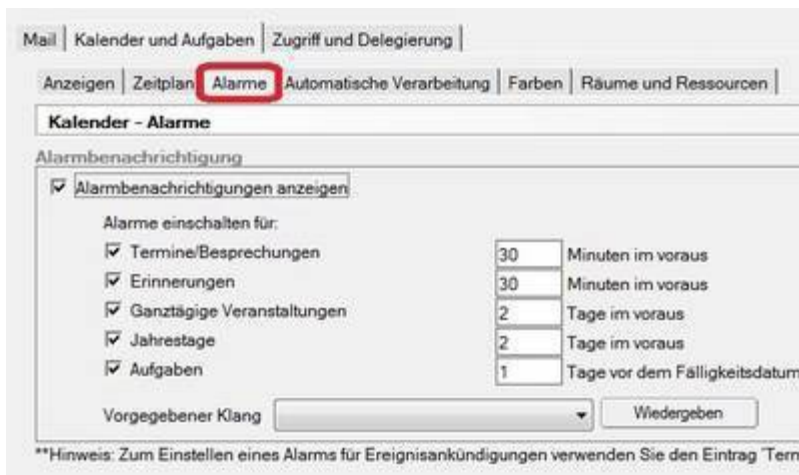 Mail | Kalender und Aufgaben | Zugriff und Delegierung |
Anzeigen | Zeitplan Alarme Automatische Verarbeitung | Farben | Räume und Ressourcen |
Kalender - Alarme
Alarmbenachrichtigung
Alarmbenachrichtigungen anzeigen
Alarme einschalten für:
Termine/Besprechungen 30 Minuten im voraus
Erinnerungen 30 Minuten im voraus
Ganztägige Veranstaltungen 2 Tage im voraus
Jahrestage 2 Tage im voraus
Aufgaben 1 Tage vor dem Fälligkeitsdatum
Vorgegebener Klang Wiedergeben
**Hinweis: Zum Einstellen eines Alarms für Ereignisankündigungen verwenden Sie den Eintrag